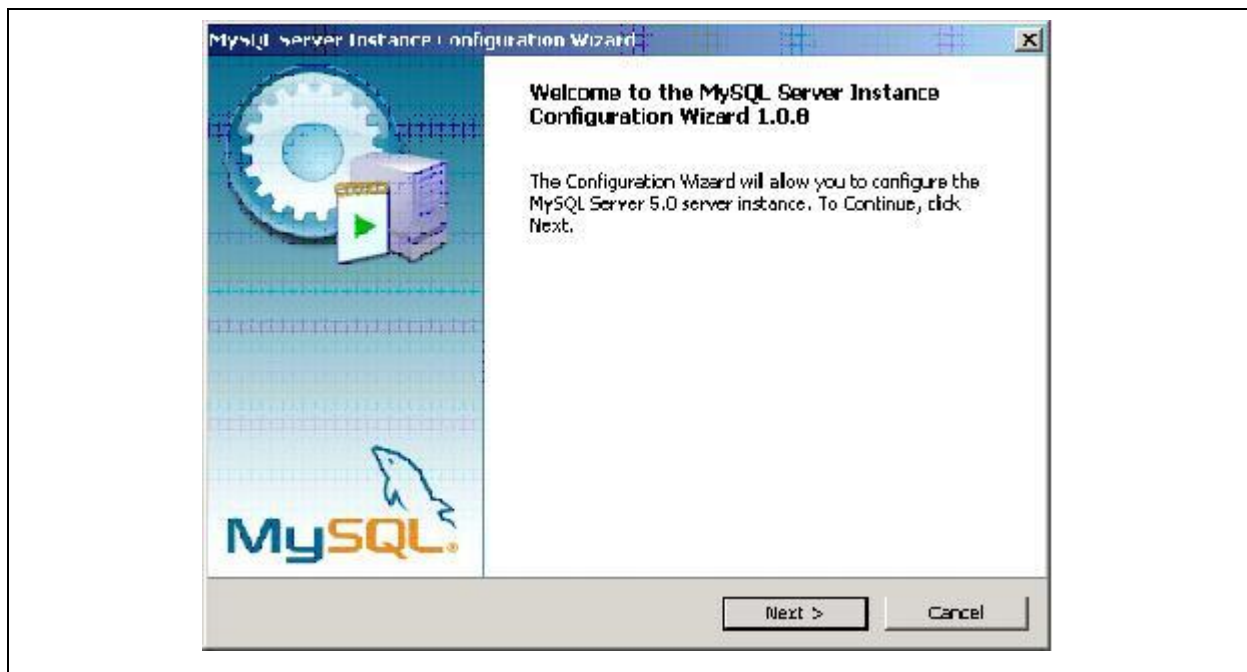 MySQL Server Instance Configuration Wizard
Welcome to the MySQL Server Instance
Configuration Wizard 1.0.8
The Configuration Wizard will allow you to configure the
MySQL Server 5.0 server instance. To Continue, click
Next.
MySQL®
Next >
Cancel